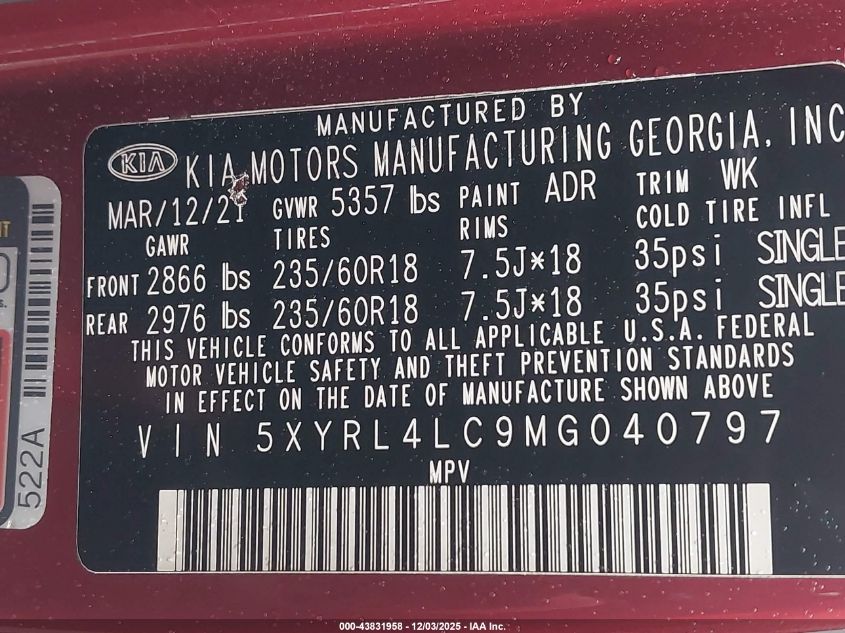 MANUFACTURED BY
KIA KIA MOTORS MANUFACTURING GEORGIA, INC
MAR/12/21 GVWR 5357 lbs PAINT ADR TRIM WK
GAWR TIRES RIMS COLD TIRE INFL
FRONT 2866 lbs 235/60R18 7.5J*18 35psi SINGLE
REAR 2976 lbs 235/60R18 7.5J*18 35psi SINGLE
THIS VEHICLE CONFORMS TO ALL APPLICABLE U.S.A. FEDERAL
MOTOR VEHICLE SAFETY AND THEFT PREVENTION STANDARDS
IN EFFECT ON THE DATE OF MANUFACTURE SHOWN ABOVE
VIN 5XYRL4LC9MG040797
MPV
522A
000-43831958 - 12/03/2025 - IAA Inc.